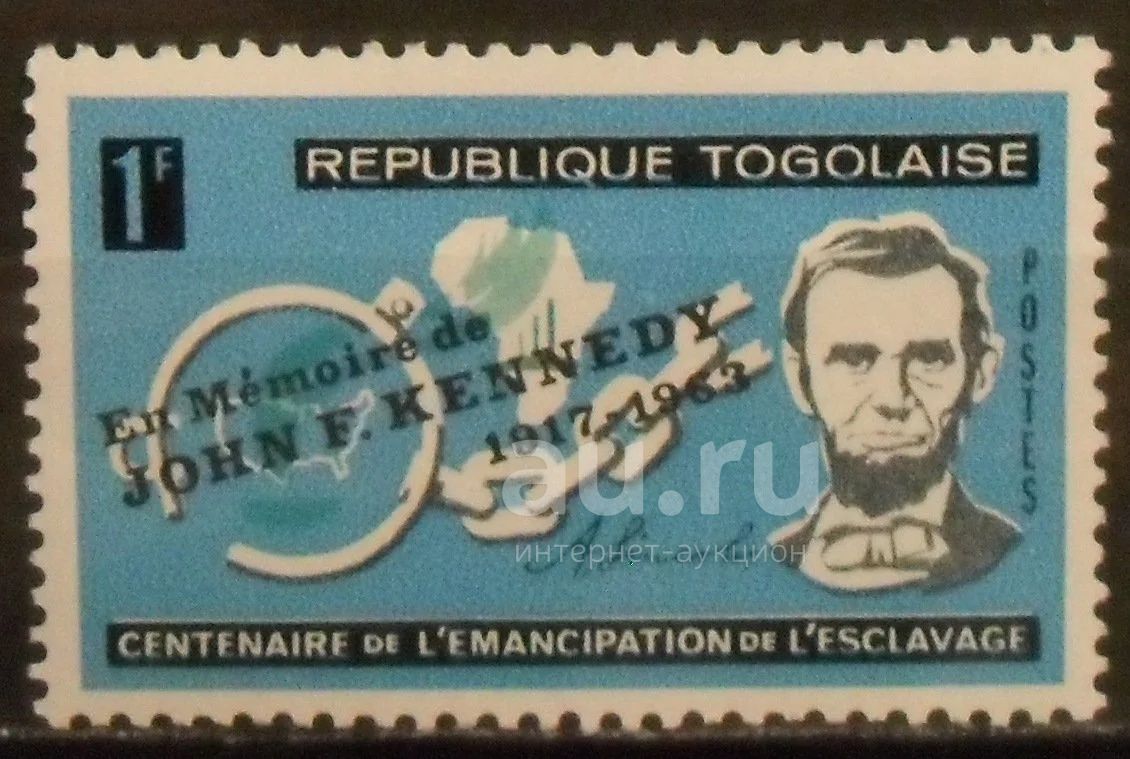 1F
REPUBLIQUE TOGOLAISE
POSTES
En Mémoire de
JOHN F. KENNEDY
1917-1963
au.ru
интернет-аукцион
CENTENAIRE DE L'EMANCIPATION DE L'ESCLAVAGE